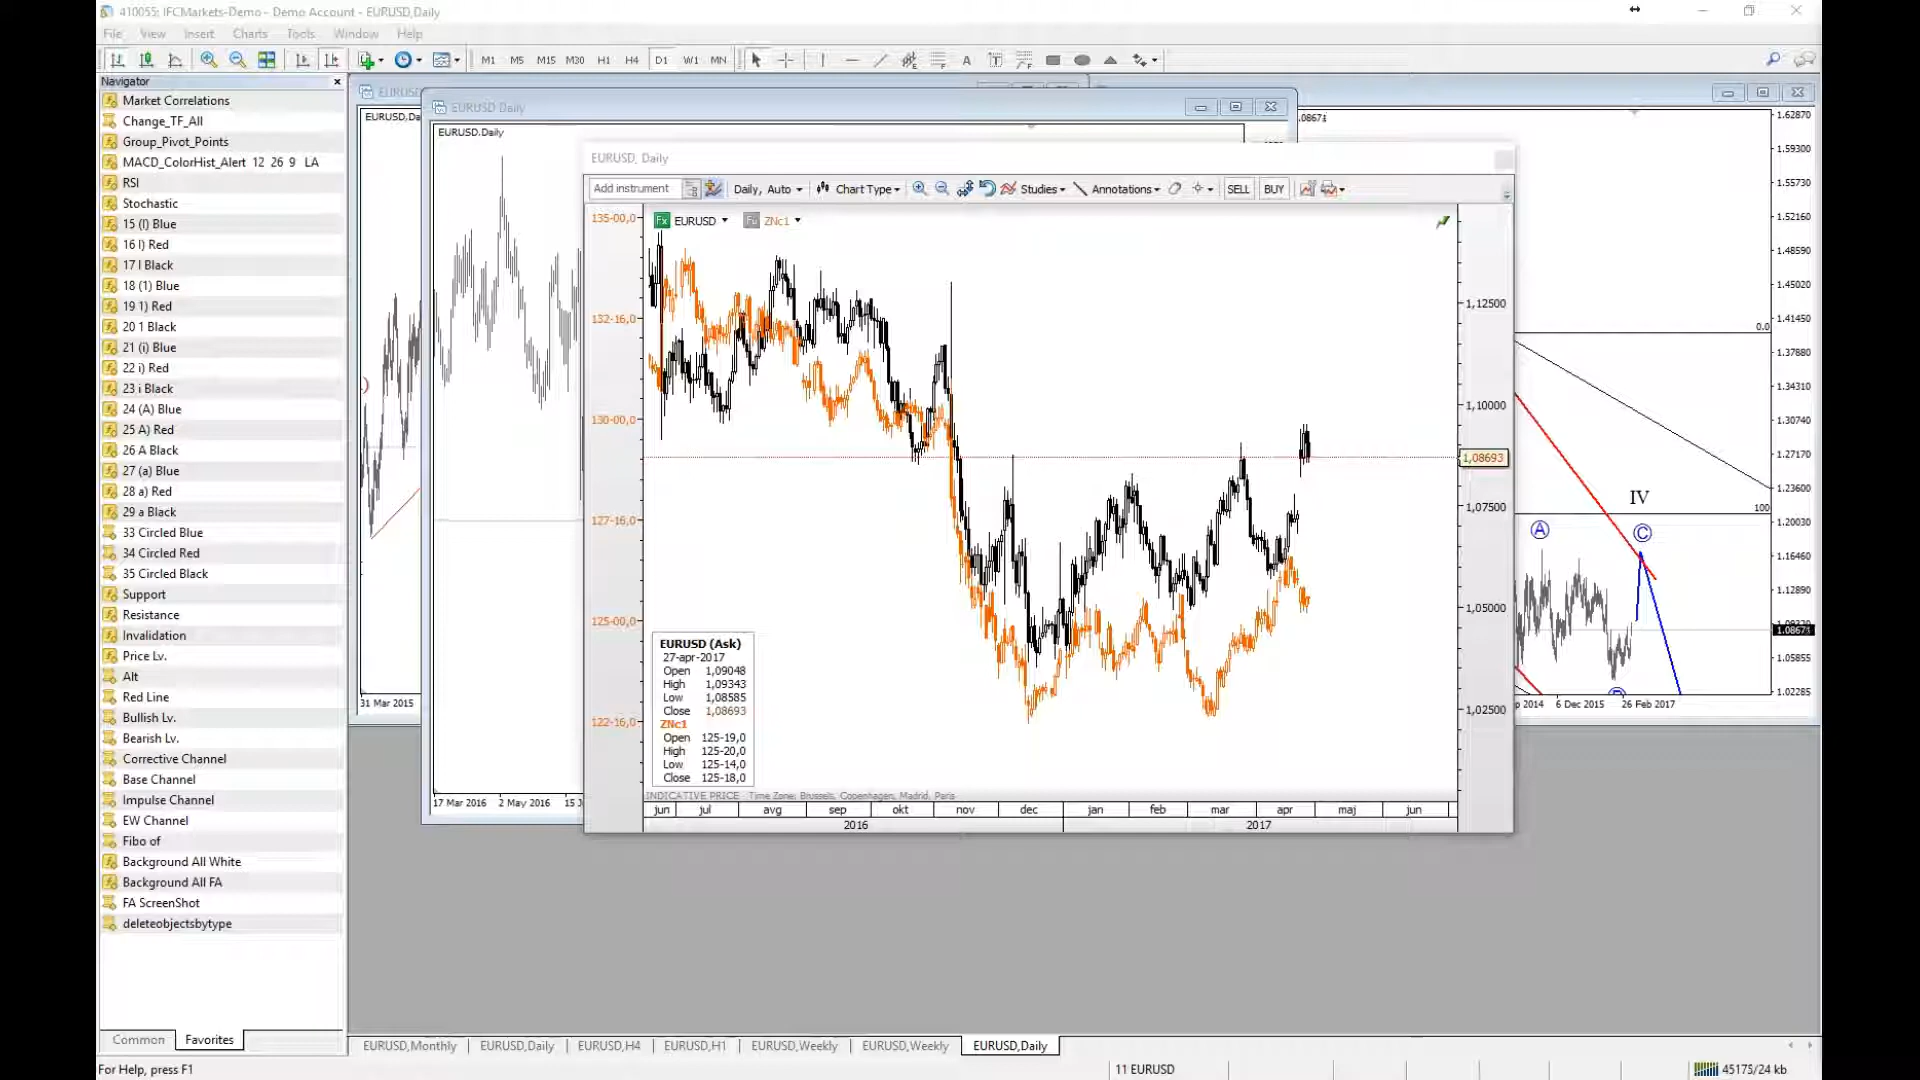 410055: IFCMarkets-Demo - Demo Account - EURUSD,Daily
File View Insert Charts Tools Window Help
M1 M5 M15 M30 H1 H4 D1 W1 MN
Navigator
Market Correlations
Change_TF_All
Group_Pivot_Points
MACD_ColorHist_Alert 12 26 9 LA
RSI
Stochastic
15 (I) Blue
16 I) Red
17 I Black
18 (1) Blue
19 1) Red
20 1 Black
21 (i) Blue
22 i) Red
23 i Black
24 (A) Blue
25 A) Red
26 A Black
27 (a) Blue
28 a) Red
29 a Black
33 Circled Blue
34 Circled Red
35 Circled Black
Support
Resistance
Invalidation
Price Lv.
Alt
Red Line
Bullish Lv.
Bearish Lv.
Corrective Channel
Base Channel
Impulse Channel
EW Channel
Fibo of
Background All White
Background All FA
FA ScreenShot
deleteobjectsbytype
Common Favorites
For Help, press F1
EURUSD,Da
31 Mar 2015
EURUSD Daily
EURUSD.Daily
17 Mar 2016 2 May 2016 15 J
EURUSD, Daily
Add instrument Daily, Auto Chart Type Studies Annotations SELL BUY
Fx EURUSD Fu ZNc1
135-00,0
132-16,0
130-00,0
127-16,0
125-00,0
122-16,0
1,12500
1,10000
1,08693
1,07500
1,05000
1,02500
EURUSD (Ask)
27-apr-2017
Open 1,09048
High 1,09343
Low 1,08585
Close 1,08693
ZNc1
Open 125-19,0
High 125-20,0
Low 125-14,0
Close 125-18,0
INDICATIVE PRICE Time Zone: Brussels, Copenhagen, Madrid, Paris
jun jul avg sep okt nov dec jan feb mar apr maj jun
2016 2017
1.62870
1.59300
1.55730
1.52160
1.48590
1.45020
1.41450
1.37880
1.34310
1.30740
1.27170
1.23600
1.20030
1.16460
1.12890
1.08673
1.05855
1.02285
0.0
100
IV
A
C
6 Dec 2015 26 Feb 2017
EURUSD,Monthly EURUSD,Daily EURUSD,H4 EURUSD,H1 EURUSD,Weekly EURUSD,Weekly EURUSD,Daily
11 EURUSD
45175/24 kb